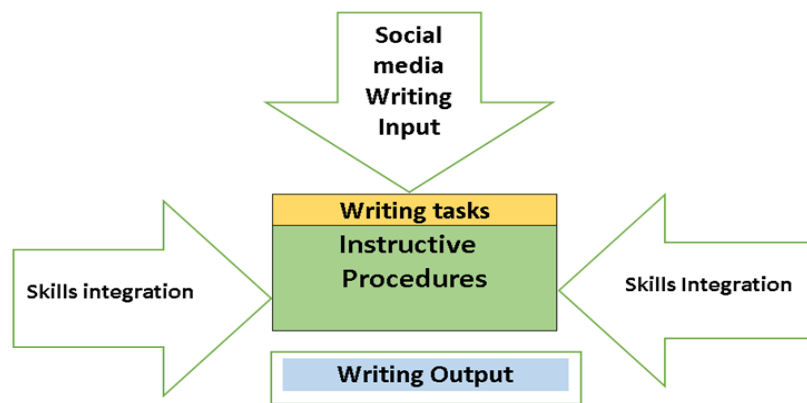 Social
media
Writing
Input
Writing tasks
Instructive
Procedures
Skills integration
Skills Integration
Writing Output